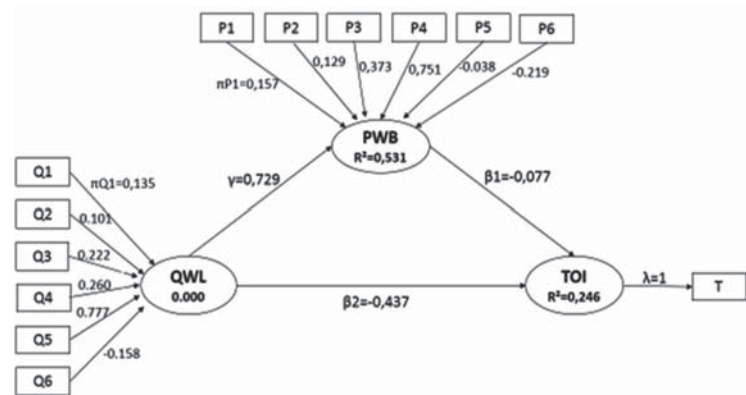 P1 P2 P3 P4 P5 P6
πP1=0,157 0,129 0,373 0,751 -0.038 -0.219
PWB
R²=0,531
Q1
πQ1=0,135
γ=0,729
β1=-0,077
Q2
0.101
Q3
0.222
QWL
0.000
TOI
R²=0,246
λ=1
T
Q4
0.260
β2=-0,437
Q5
0.777
Q6
-0.158